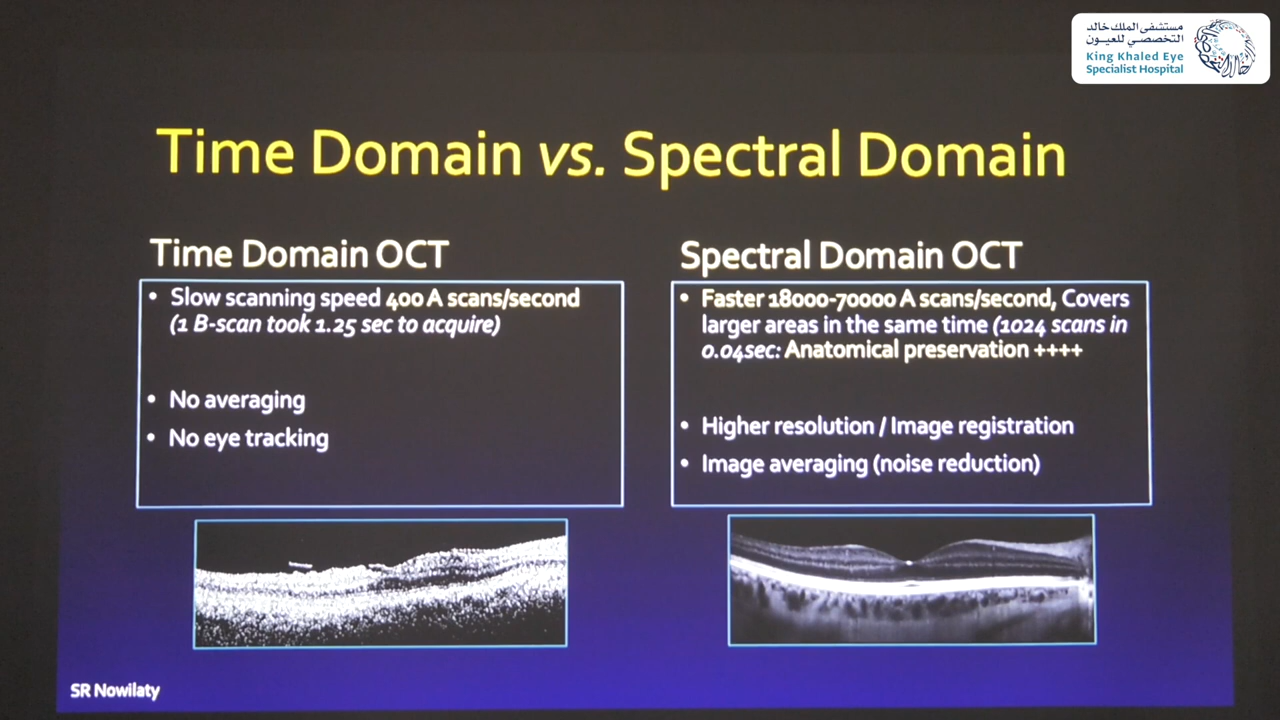 مستشفى الملك خالد
التخصصي للعيون
King Khaled Eye
Specialist Hospital
Time Domain vs. Spectral Domain
Time Domain OCT
• Slow scanning speed 400 A scans/second
(1 B-scan took 1.25 sec to acquire)
• No averaging
• No eye tracking
Spectral Domain OCT
• Faster 18000-70000 A scans/second, Covers
larger areas in the same time (1024 scans in
0.04sec: Anatomical preservation ++++
• Higher resolution / Image registration
• Image averaging (noise reduction)
SR Nowilaty